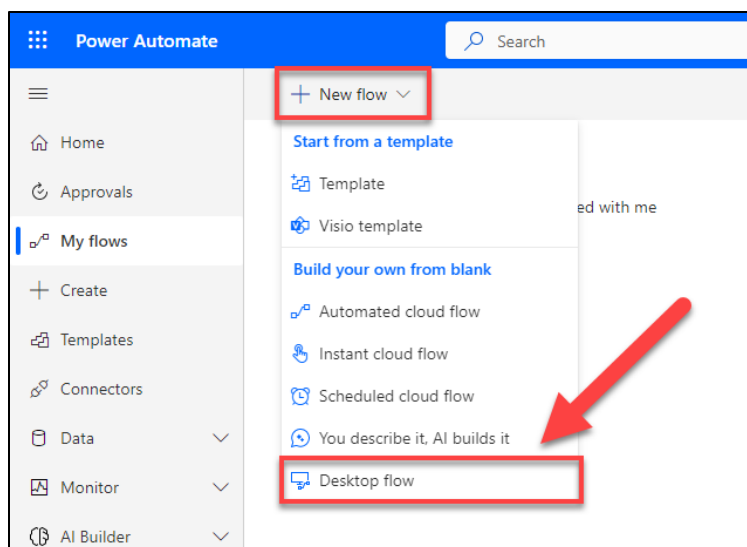 Power Automate
Search
New flow
Home
Start from a template
Approvals
Template
ed with me
My flows
Visio template
Create
Build your own from blank
Automated cloud flow
Templates
Instant cloud flow
Connectors
Scheduled cloud flow
Data
You describe it, AI builds it
Monitor
Desktop flow
AI Builder